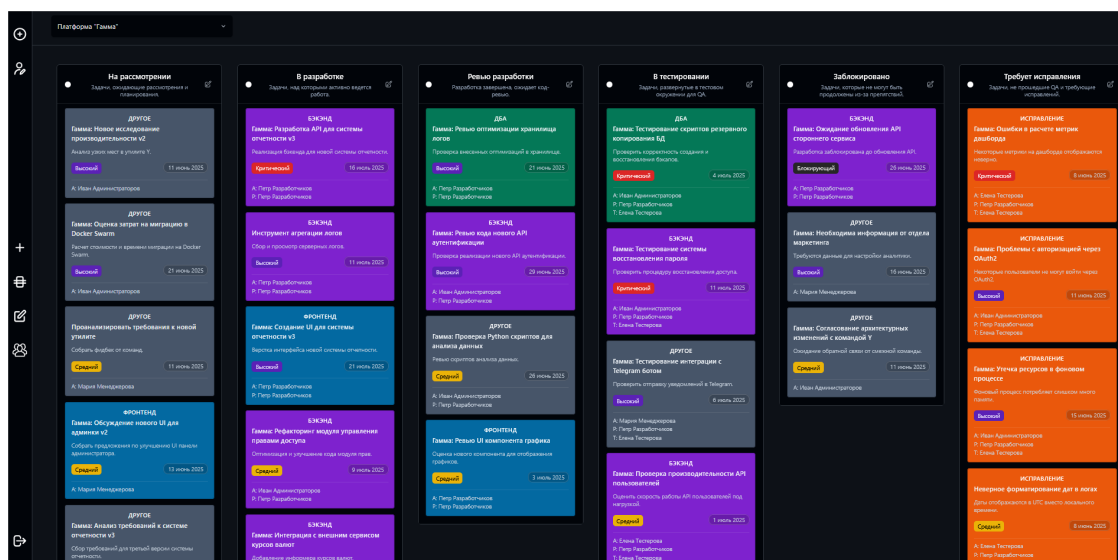 Платформа "Гамма"
На рассмотрении
Задачи, ожидающие рассмотрения и
планирования.
ДРУГОЕ
Гамма: Новое исследование
производительности v2
Анализ узких мест в утилите Y.
Высокий
11 июнь 2025
A: Иван Администраторов
ДРУГОЕ
Гамма: Оценка затрат на миграцию в
Docker Swarm
Расчет стоимости и времени миграции на Docker
Swarm.
Высокий
21 июнь 2025
A: Иван Администраторов
ДРУГОЕ
Проанализировать требования к новой
утилите
Собрать фидбек от команд.
Средний
11 июнь 2025
A: Мария Менеджерова
ФРОНТЕНД
Гамма: Обсуждение нового UI для
админки v2
Собрать предложения по улучшению UI панели
администратора.
Средний
13 июнь 2025
A: Мария Менеджерова
ДРУГОЕ
Гамма: Анализ требований к системе
отчетности v3
Сбор требований для третьей версии системы
отчетности.
В разработке
Задачи, над которыми активно ведется
работа.
БЭКЭНД
Гамма: Разработка API для системы
отчетности v3
Реализация бэкенда для новой системы отчетности.
Критический
16 июль 2025
A: Петр Разработчиков
P: Петр Разработчиков
БЭКЭНД
Инструмент агрегации логов
Сбор и просмотр серверных логов.
Высокий
11 июнь 2025
A: Петр Разработчиков
P: Петр Разработчиков
ФРОНТЕНД
Гамма: Создание UI для системы
отчетности v3
Верстка интерфейса новой системы отчетности.
Высокий
21 июль 2025
A: Петр Разработчиков
P: Петр Разработчиков
БЭКЭНД
Гамма: Рефакторинг модуля управления
правами доступа
Оптимизация и улучшение кода модуля прав.
Средний
9 июль 2025
A: Иван Администраторов
P: Петр Разработчиков
БЭКЭНД
Гамма: Интеграция с внешним сервисом
курсов валют
Добавление информера курсов валют.
Ревью разработки
Разработка завершена, ожидает код-
ревью.
ДБА
Гамма: Ревью оптимизации хранилища
логов
Проверка внесенных оптимизаций в хранилище.
Высокий
21 июнь 2025
A: Петр Разработчиков
P: Петр Разработчиков
БЭКЭНД
Гамма: Ревью кода нового API
аутентификации
Проверка реализации нового API аутентификации.
Высокий
29 июнь 2025
A: Иван Администраторов
P: Петр Разработчиков
ДРУГОЕ
Гамма: Проверка Python скриптов для
анализа данных
Ревью скриптов анализа данных.
Средний
26 июнь 2025
A: Петр Разработчиков
P: Петр Разработчиков
ФРОНТЕНД
Гамма: Ревью UI компонента графика
Оценка нового компонента для отображения
графиков.
Средний
3 июль 2025
A: Петр Разработчиков
P: Петр Разработчиков
В тестировании
Задачи, развернутые в тестовом
окружении для QA.
ДБА
Гамма: Тестирование скриптов резервного
копирования БД
Проверить корректность создания и
восстановления бэкапов.
Критический
4 июль 2025
A: Иван Администраторов
P: Петр Разработчиков
T: Елена Тестерова
БЭКЭНД
Гамма: Тестирование системы
восстановления пароля
Проверить процедуру восстановления доступа.
Критический
11 июнь 2025
A: Иван Администраторов
P: Петр Разработчиков
T: Елена Тестерова
ДРУГОЕ
Гамма: Тестирование интеграции с
Telegram ботом
Проверить отправку уведомлений в Telegram.
Высокий
6 июль 2025
A: Мария Менеджерова
P: Петр Разработчиков
T: Елена Тестерова
БЭКЭНД
Гамма: Проверка производительности API
пользователей
Оценить скорость работы API пользователей под
нагрузкой.
Средний
1 июль 2025
A: Елена Тестерова
P: Петр Разработчиков
T: Елена Тестерова
Заблокировано
Задачи, которые не могут быть
продолжены из-за препятствий.
БЭКЭНД
Гамма: Ожидание обновления API
стороннего сервиса
Разработка заблокирована до обновления API.
Блокирующий
26 июнь 2025
A: Петр Разработчиков
P: Петр Разработчиков
ДРУГОЕ
Гамма: Необходима информация от отдела
маркетинга
Требуются данные для настройки аналитики.
Высокий
16 июнь 2025
A: Мария Менеджерова
ДРУГОЕ
Гамма: Согласование архитектурных
изменений с командой Y
Ожидание обратной связи от смежной команды.
Средний
11 июнь 2025
A: Иван Администраторов
Требует исправления
Задачи, не прошедшие QA и требующие
исправлений.
ИСПРАВЛЕНИЕ
Гамма: Ошибки в расчете метрик
дашборда
Некоторые метрики на дашборде отображаются
неверно.
Критический
8 июнь 2025
A: Елена Тестерова
P: Петр Разработчиков
T: Елена Тестерова
ИСПРАВЛЕНИЕ
Гамма: Проблемы с авторизацией через
OAuth2
Некоторые пользователи не могут войти через
OAuth2.
Высокий
11 июнь 2025
A: Иван Администраторов
P: Петр Разработчиков
T: Елена Тестерова
ИСПРАВЛЕНИЕ
Гамма: Утечка ресурсов в фоновом
процессе
Фоновый процесс потребляет слишком много
памяти.
Высокий
15 июнь 2025
A: Иван Администраторов
P: Петр Разработчиков
T: Елена Тестерова
ИСПРАВЛЕНИЕ
Неверное форматирование дат в логах
Даты отображаются в UTC вместо локального
времени.
Средний
8 июнь 2025
A: Елена Тестерова
P: Петр Разработчиков